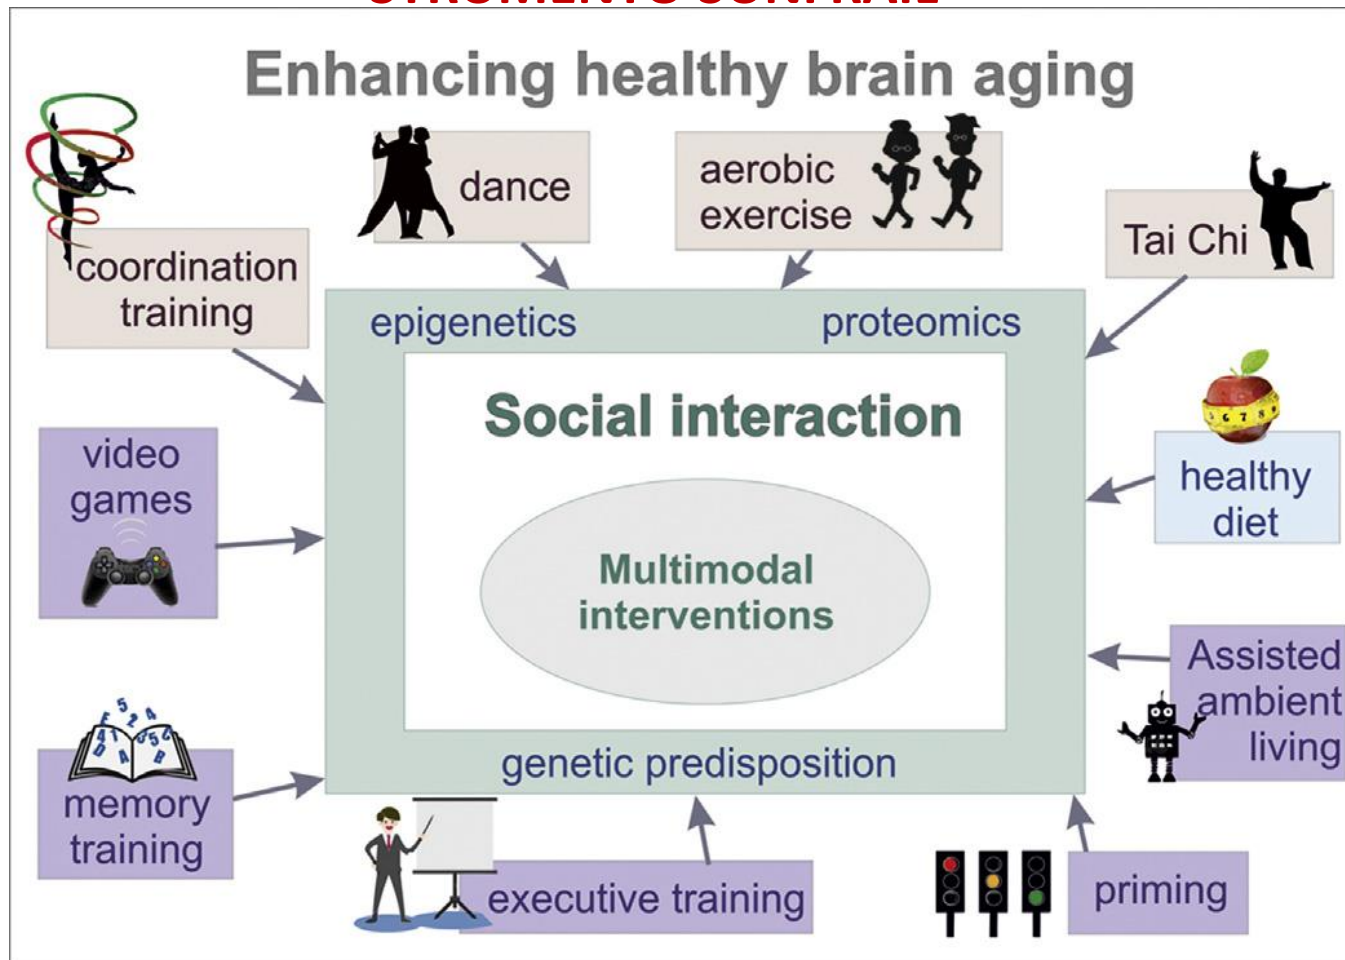 Enhancing healthy brain aging
dance
aerobic
exercise
Tai Chi
coordination
training
epigenetics
proteomics
Social interaction
video
games
healthy
diet
Multimodal
interventions
Assisted
ambient
living
genetic predisposition
memory
training
executive training
priming